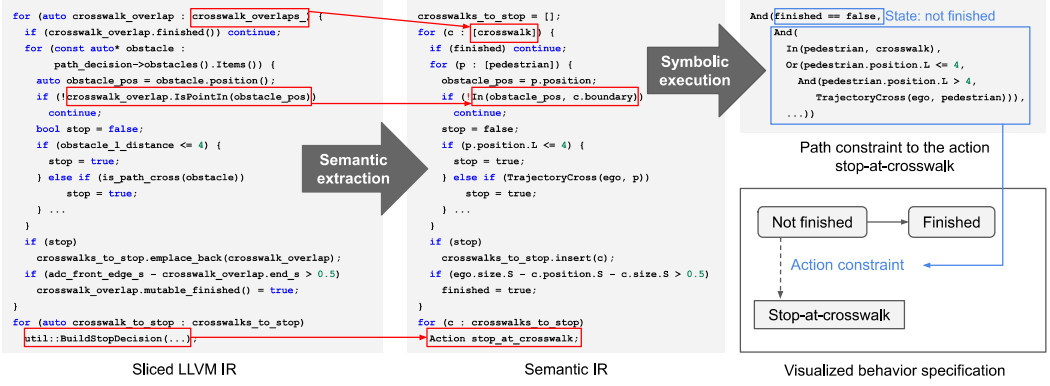 for (auto crosswalk_overlap : crosswalk_overlaps_) {
  if (crosswalk_overlap.finished()) continue;
  for (const auto* obstacle :
      path_decision->obstacles().Items()) {
    auto obstacle_pos = obstacle.position();
    if (!crosswalk_overlap.IsPointIn(obstacle_pos))
      continue;
    bool stop = false;
    if (obstacle_l_distance <= 4) {
      stop = true;
    } else if (is_path_cross(obstacle))
        stop = true;
    } ...
  }
  if (stop)
    crosswalks_to_stop.emplace_back(crosswalk_overlap);
  if (adc_front_edge_s - crosswalk_overlap.end_s > 0.5)
    crosswalk_overlap.mutable_finished() = true;
}
for (auto crosswalk_to_stop : crosswalks_to_stop)
  util::BuildStopDecision(...);
Sliced LLVM IR
Semantic
extraction
crosswalks_to_stop = [];
for (c : [crosswalk]) {
  if (finished) continue;
  for (p : [pedestrian]) {
    obstacle_pos = p.position;
    if (!In(obstacle_pos, c.boundary))
      continue;
    stop = false;
    if (p.position.L <= 4) {
      stop = true;
    } else if (TrajectoryCross(ego, p))
        stop = true;
    } ...
  }
  if (stop)
    crosswalks_to_stop.insert(c);
  if (ego.size.S - c.position.S - c.size.S > 0.5)
    finished = true;
}
for (c : crosswalks_to_stop)
  Action stop_at_crosswalk;
Semantic IR
Symbolic
execution
And(finished == false, State: not finished
    And(
      In(pedestrian, crosswalk),
      Or(pedestrian.position.L <= 4,
        And(pedestrian.position.L > 4,
          TrajectoryCross(ego, pedestrian))),
      ...))
Path constraint to the action
stop-at-crosswalk
Not finished
Finished
Action constraint
Stop-at-crosswalk
Visualized behavior specification